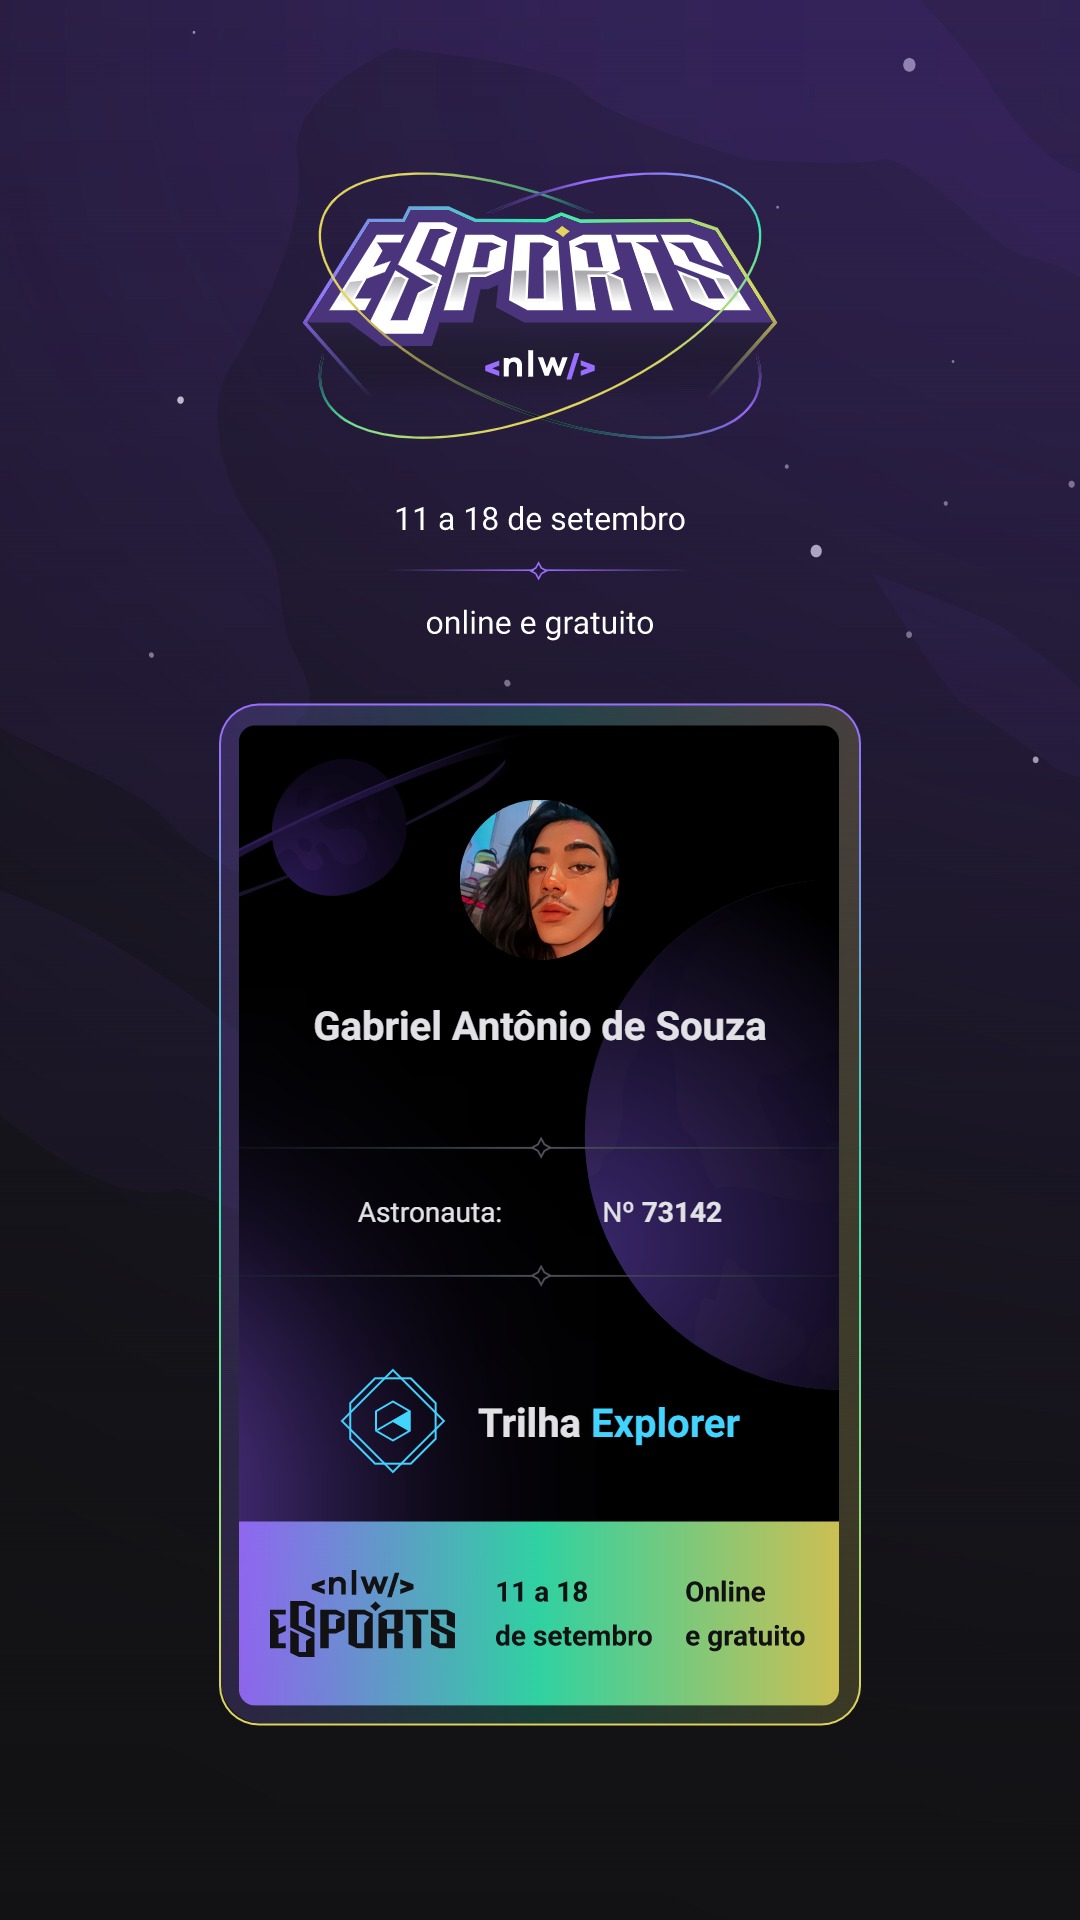 ESPORTS
<nlw/>
11 a 18 de setembro
online e gratuito
Gabriel Antônio de Souza
Astronauta: Nº 73142
Trilha Explorer
<nlw/>
ESPORTS
11 a 18
de setembro
Online
e gratuito